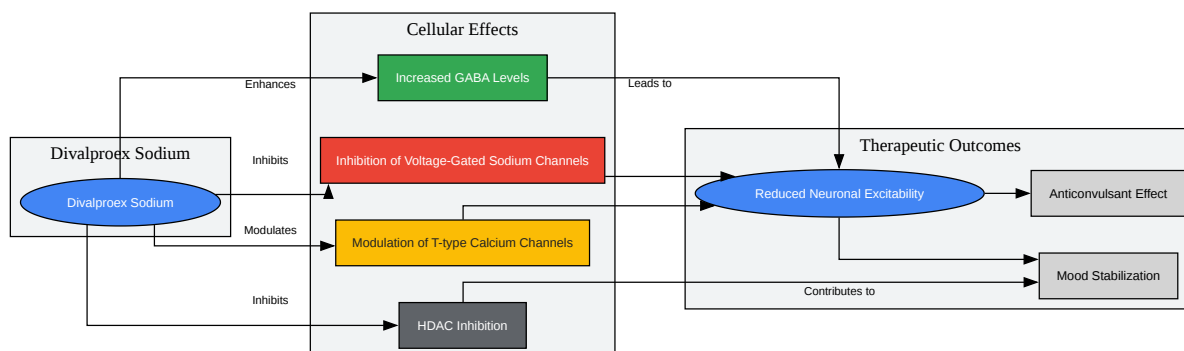 Cellular Effects
Increased GABA Levels
Enhances
Leads to
Divalproex Sodium
Inhibits
Inhibition of Voltage-Gated Sodium Channels
Therapeutic Outcomes
Divalproex Sodium
Reduced Neuronal Excitability
Anticonvulsant Effect
Modulates
Modulation of T-type Calcium Channels
Mood Stabilization
Inhibits
Contributes to
HDAC Inhibition